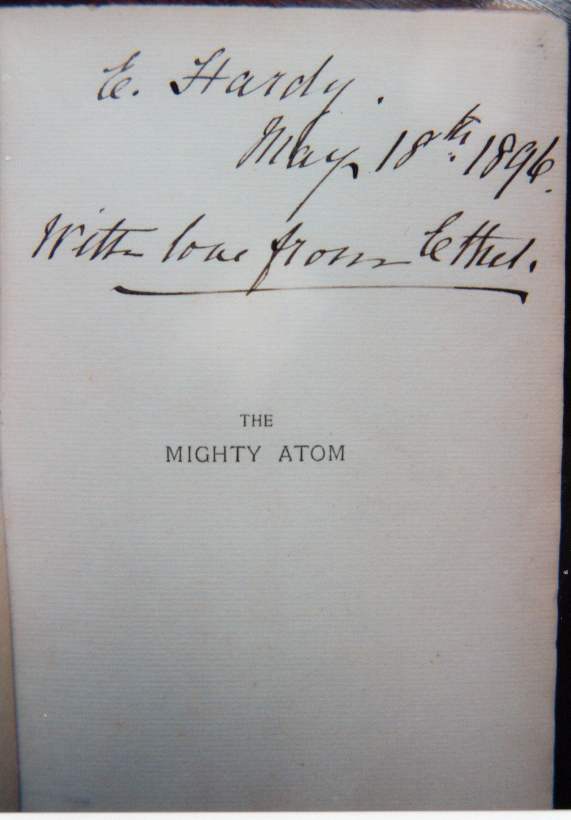 E. Hardy.
May 18th. 1896.
With love from Ethel.
THE
MIGHTY ATOM